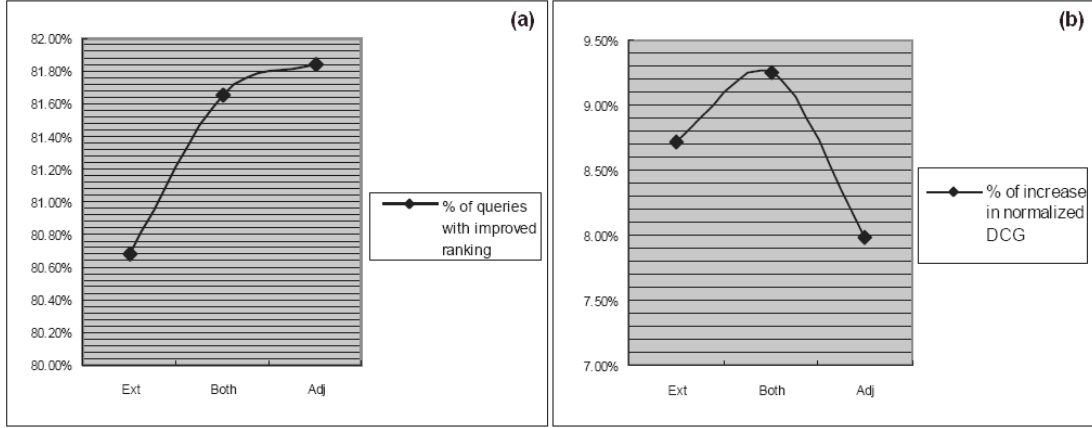 (a)
82.00%
81.80%
81.60%
81.40%
81.20%
81.00%
80.80%
80.60%
80.40%
80.20%
80.00%
Ext Both Adj
% of queries
with improved
ranking
(b)
9.50%
9.00%
8.50%
8.00%
7.50%
7.00%
Ext Both Adj
% of increase
in normalized
DCG